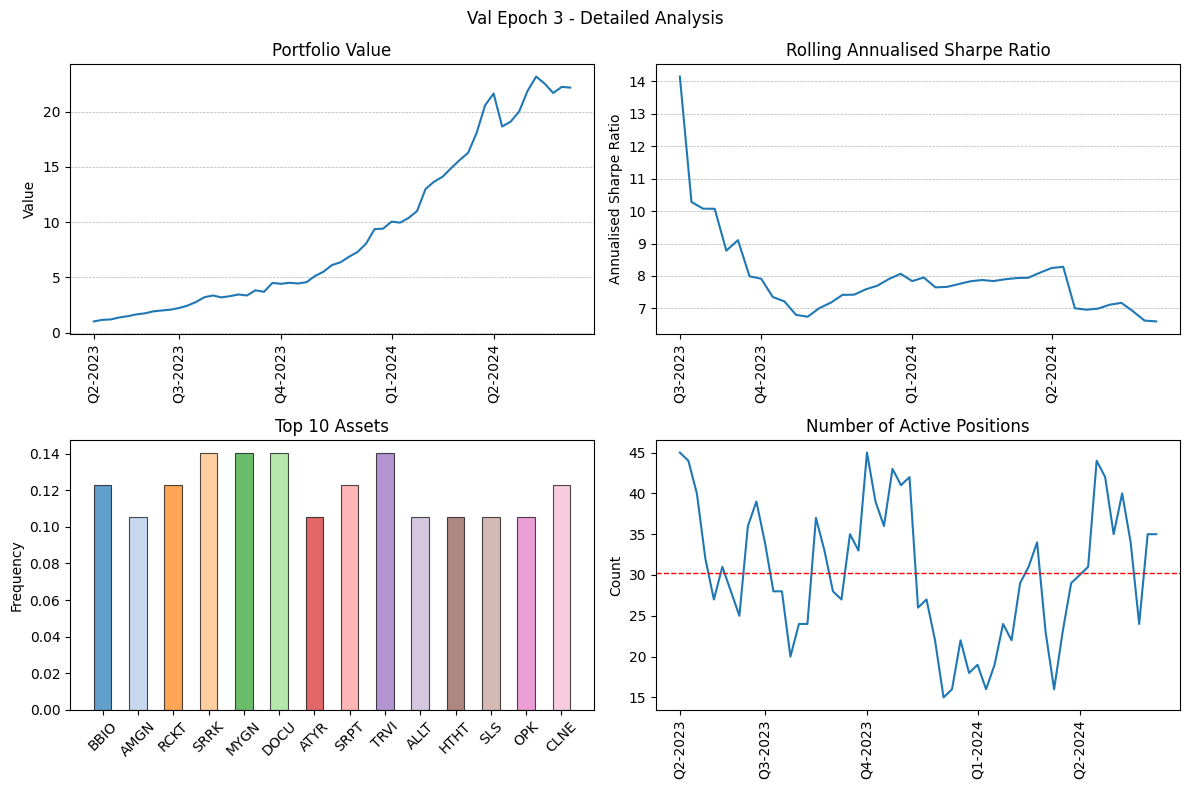 Val Epoch 3 - Detailed Analysis
Portfolio Value
Value
20
15
10
5
0
Q2-2023
Q3-2023
Q4-2023
Q1-2024
Q2-2024
Rolling Annualised Sharpe Ratio
Annualised Sharpe Ratio
14
13
12
11
10
9
8
7
Q3-2023
Q4-2023
Q1-2024
Q2-2024
Top 10 Assets
Frequency
0.14
0.12
0.10
0.08
0.06
0.04
0.02
0.00
BBIO
AMGN
RCKT
SRRK
MYGN
DOCU
ATYR
SRPT
TRVI
ALLT
HTHT
SLS
OPK
CLNE
Number of Active Positions
Count
45
40
35
30
25
20
15
Q2-2023
Q3-2023
Q4-2023
Q1-2024
Q2-2024